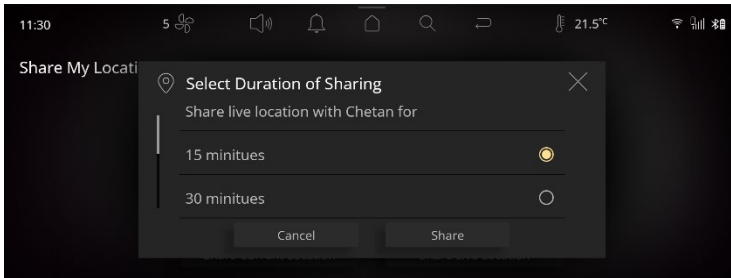 11:30
5
21.5°C
Share My Locati
Select Duration of Sharing
Share live location with Chetan for
15 minitues
30 minitues
Cancel
Share